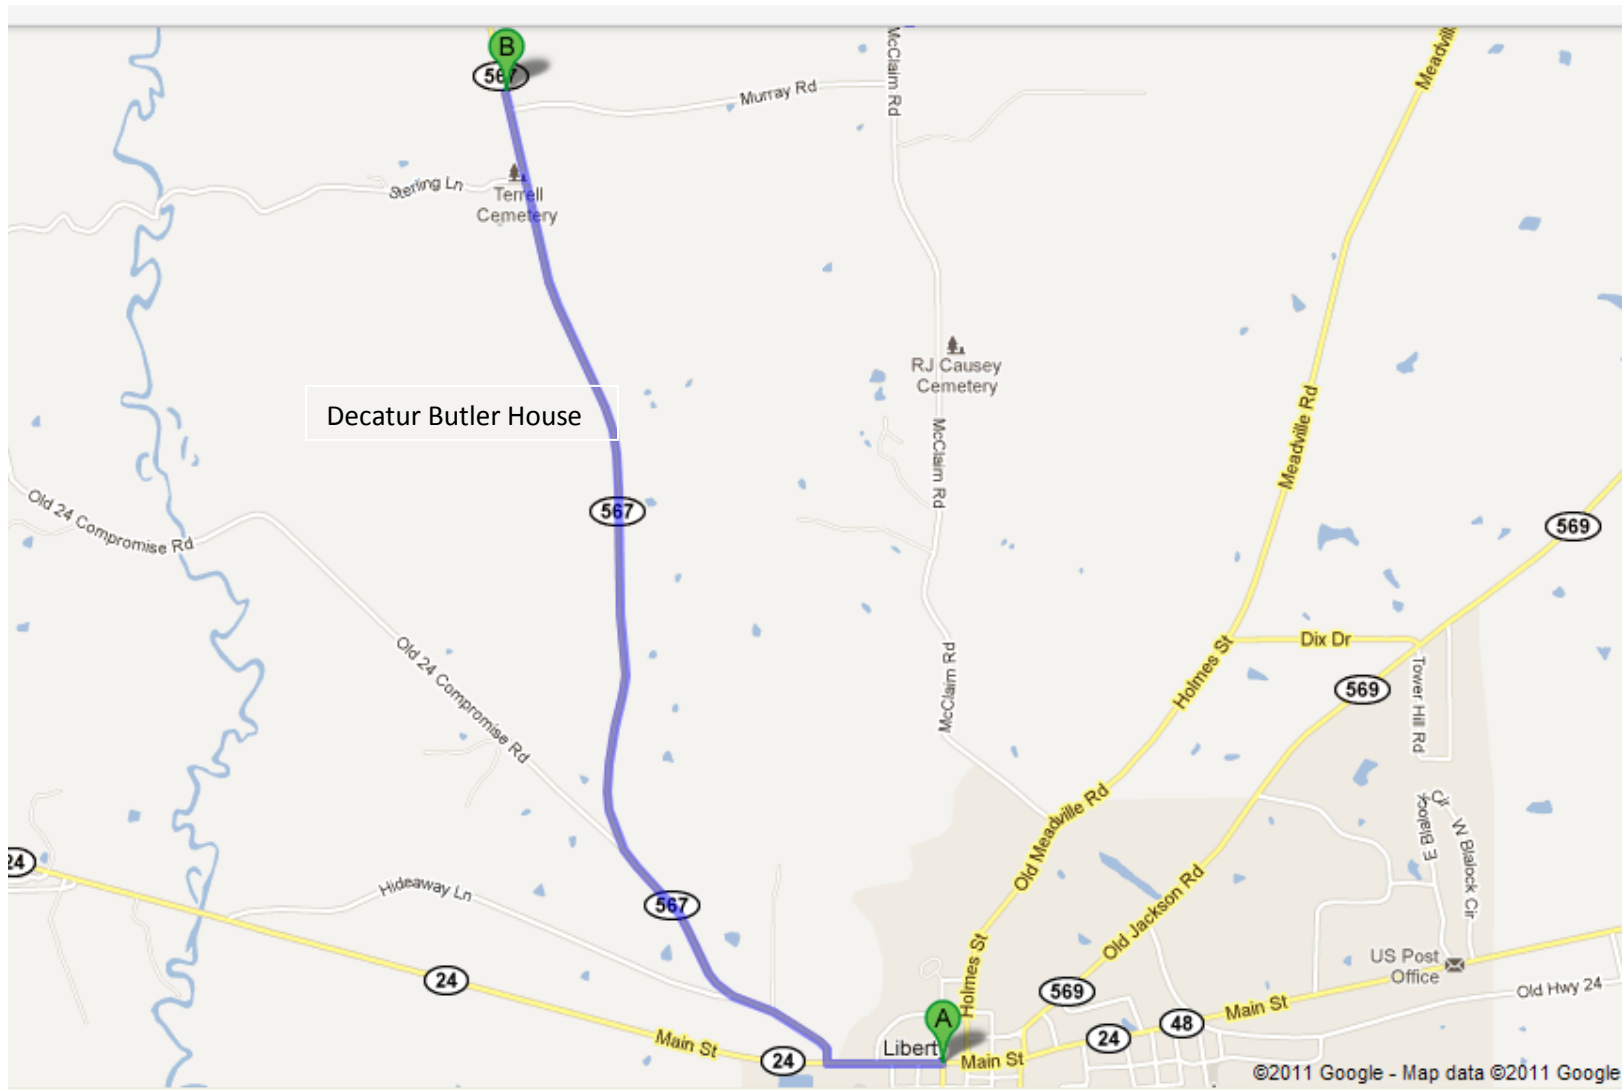 B
567
Murray Rd
McClaim Rd
Meadvill
Sterling Ln
Terrell
Cemetery
RJ Causey
Cemetery
Decatur Butler House
Meadville Rd
McClaim Rd
567
Old 24 Compromise Rd
569
Old 24 Compromise Rd
McClaim Rd
Holmes St
Dix Dr
569
Tower Hill Rd
Old Meadville Rd
E Blalock
Cir
W Blalock Cir
24
Hideaway Ln
567
Old Jackson Rd
Holmes St
US Post
Office
24
569
Old Hwy 24
Main St
A
Main St
24
Libert
Main St
24
48
©2011 Google - Map data ©2011 Google